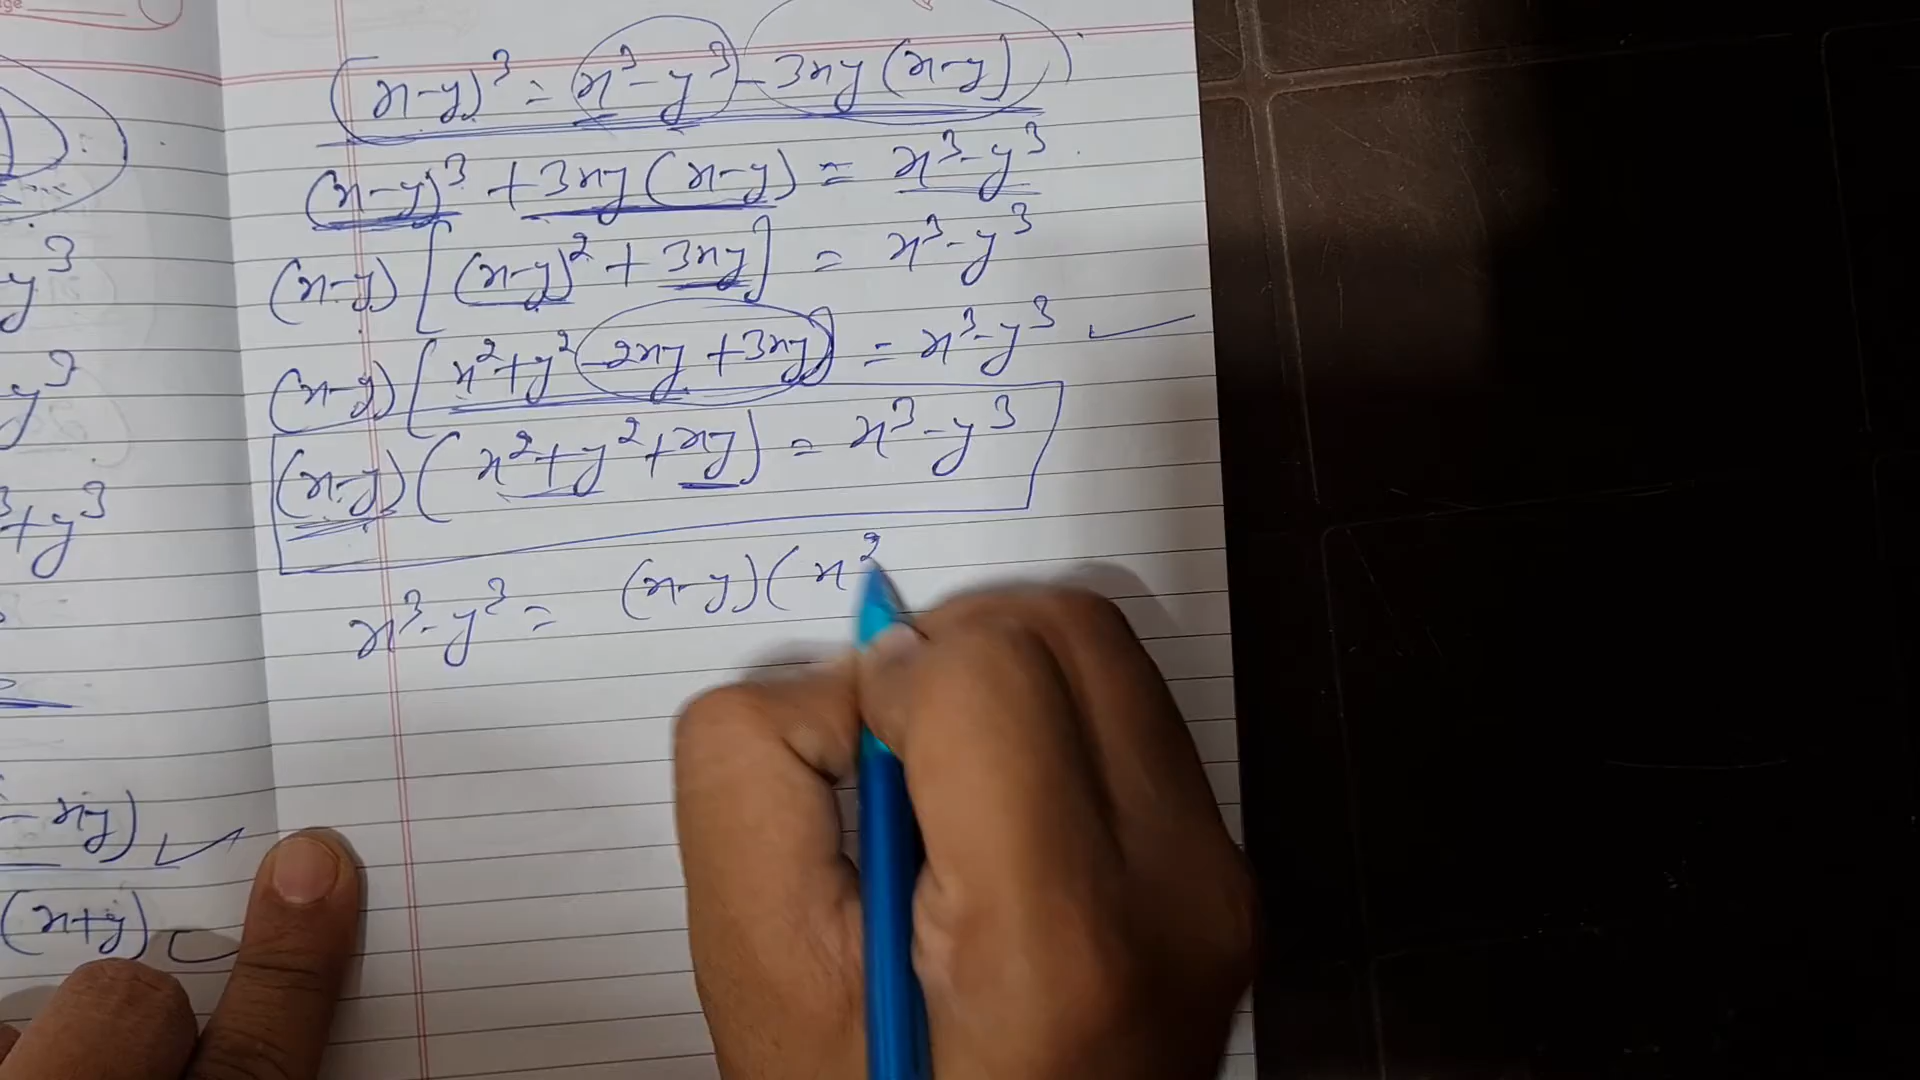 (x-y)³ = x³-y³-3xy(x-y)
(x-y)³ +3xy(x-y) = x³-y³
(x-y)[(x-y)²+3xy] = x³-y³
(x-y)[x²+y²-2xy+3xy] = x³-y³
(x-y)(x²+y²+xy) = x³-y³
x³-y³ = (x-y)(x²
y³
y³
³+y³
-xy)
(x+y)